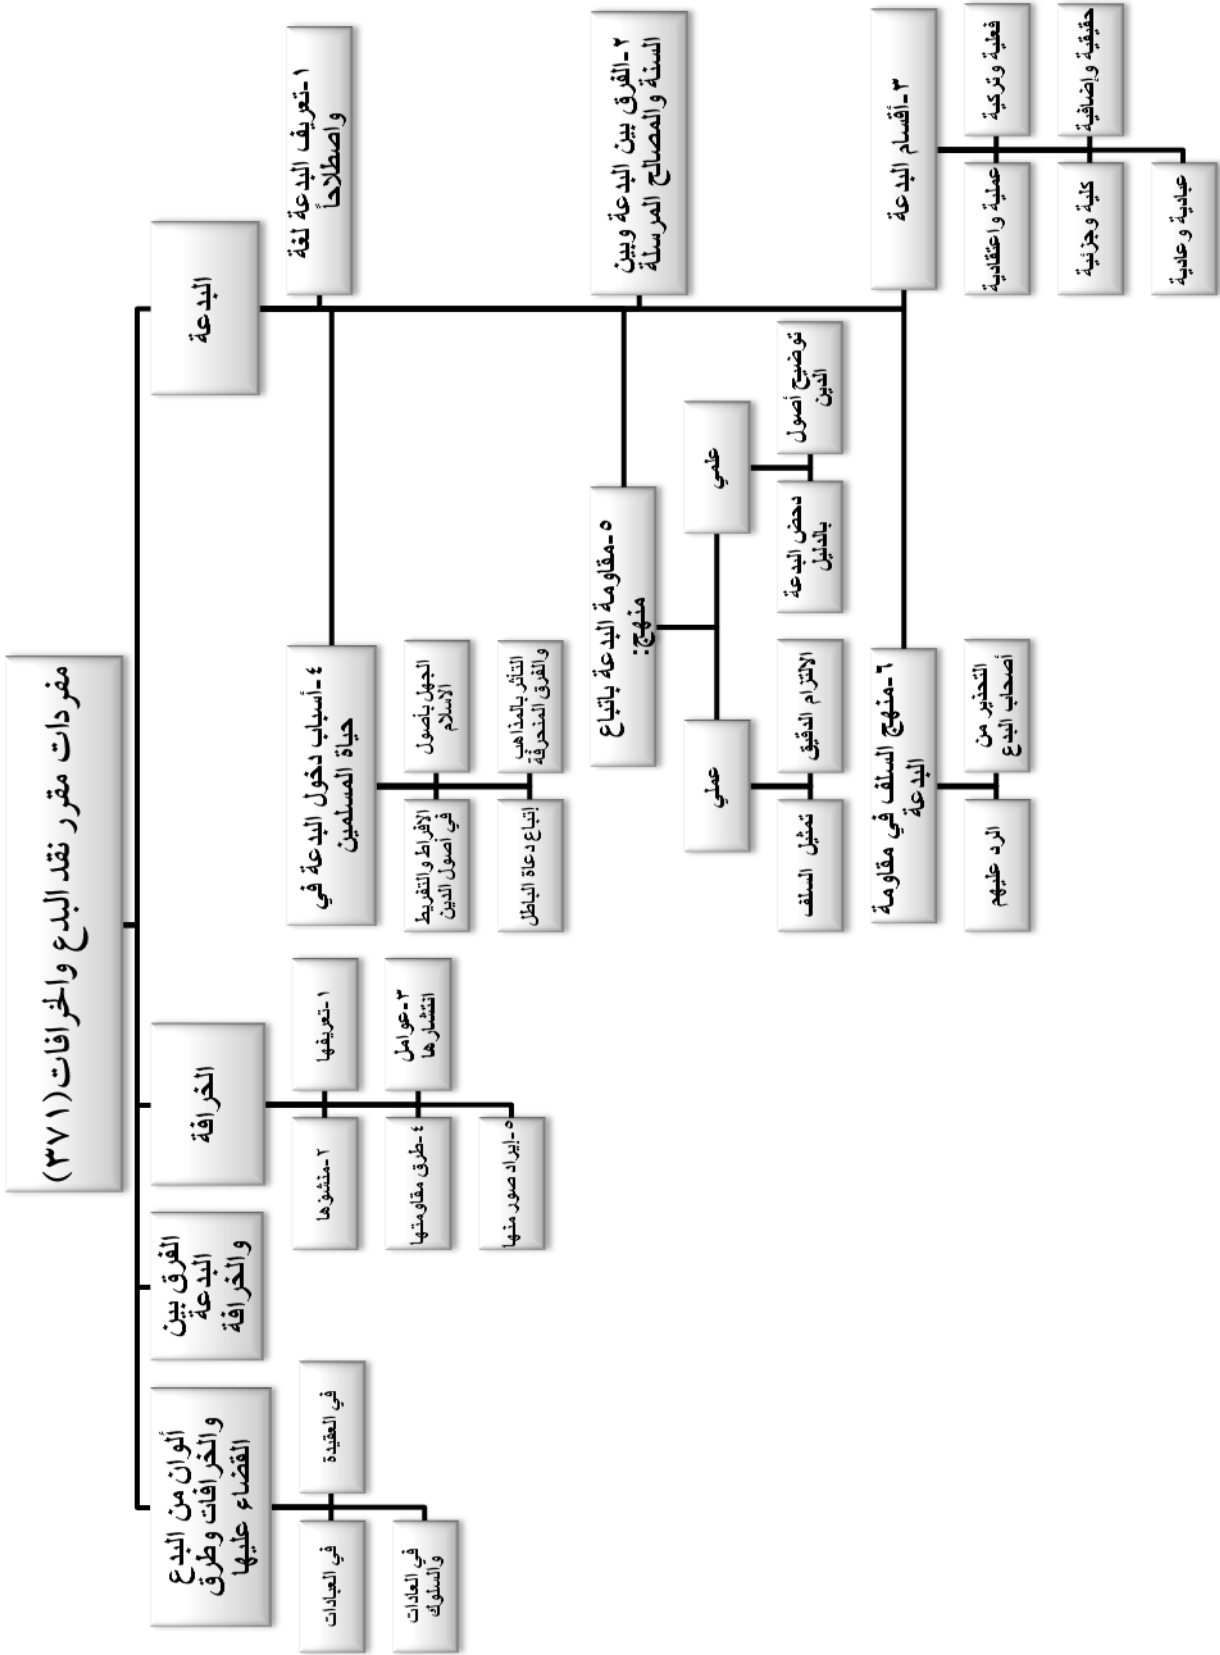 مفردات مقرر نقد البدع والخرافات(٣٧١)
البدعة
١-تعريف البدعة لغة
واصطلاحاً
٢-الفرق بين البدعة وبين
السنة والمصالح المرسلة
٣-أقسام البدعة
فعلية وتركية
عملية واعتقادية
حقيقية وإضافية
كلية وجزئية
عبادية وعادية
٤-أسباب دخول البدعة في
حياة المسلمين
الجهل بأصول
الاسلام
الافراط والتفريط
في أصول الدين
التأثر بالمذاهب
والفرق المنحرفة
إتباع دعاة الباطل
٥-مقاومة البدعة باتباع
منهج:
علمي
توضيح أصول
الدين
دحض البدعة
بالدليل
عملي
الالتزام الدقيق
تمثيل السلف
٦-منهج السلف في مقاومة
البدعة
التحذير من
أصحاب البدع
الرد عليهم
الخرافة
١-تعريفها
٢-منشؤها
٣-عوامل
انتشارها
٤-طرق مقاومتها
٥-إيراد صور منها
الفرق بين
البدعة
والخرافة
ألوان من البدع
والخرافات وطرق
القضاء عليها
في العقيدة
في العبادات
في العادات
والسلوك